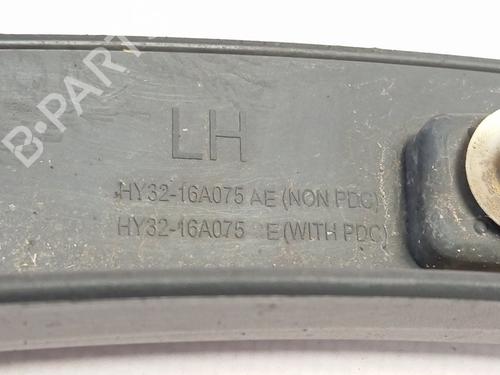 B-PARTS
LH
HY32-16A075 AE (NON PDC)
HY32-16A075 E (WITH PDC)